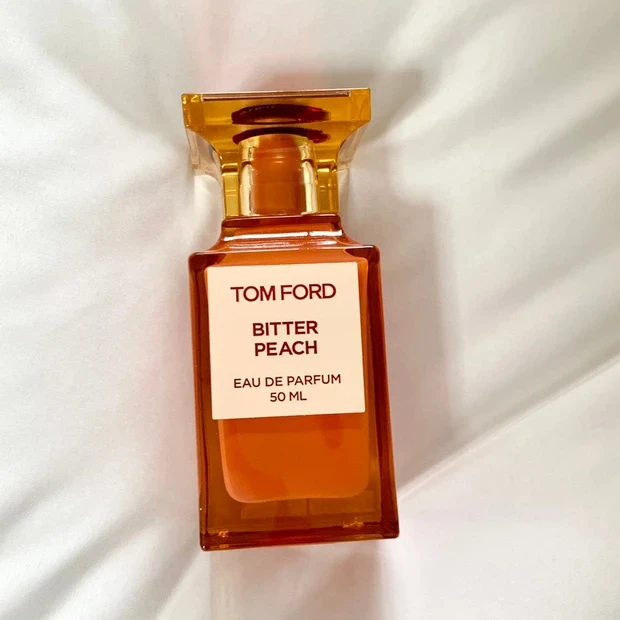 TOM FORD
BITTER
PEACH
EAU DE PARFUM
50 ML